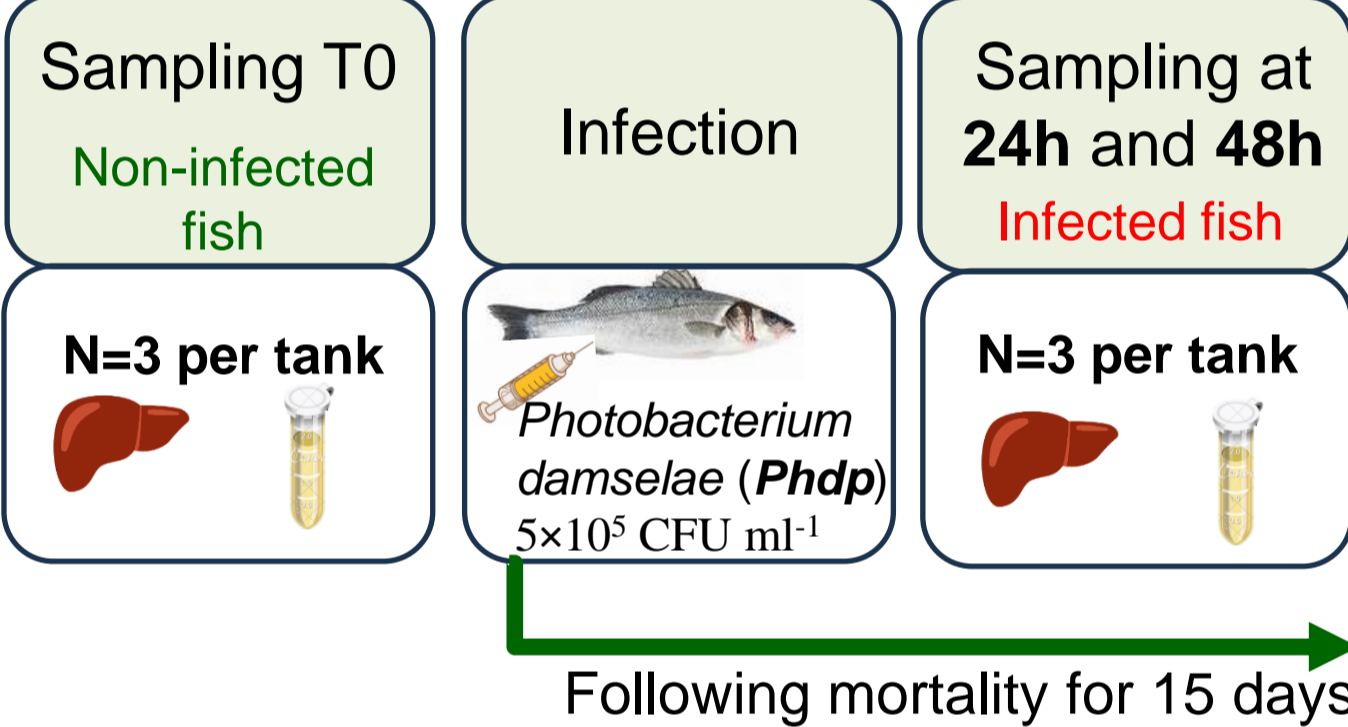 Sampling T0
Non-infected
fish
N=3 per tank
Infection
Photobacterium
damselae (Phdp)
5×10⁵ CFU ml⁻¹
Sampling at
24h and 48h
Infected fish
N=3 per tank
Following mortality for 15 days